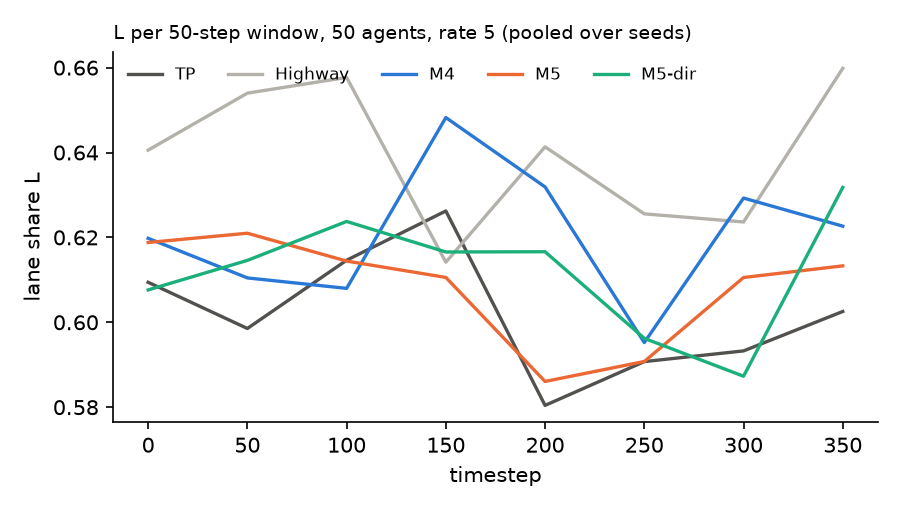 L per 50-step window, 50 agents, rate 5 (pooled over seeds)
TP Highway M4 M5 M5-dir
lane share L
0.66
0.64
0.62
0.60
0.58
0 50 100 150 200 250 300 350
timestep